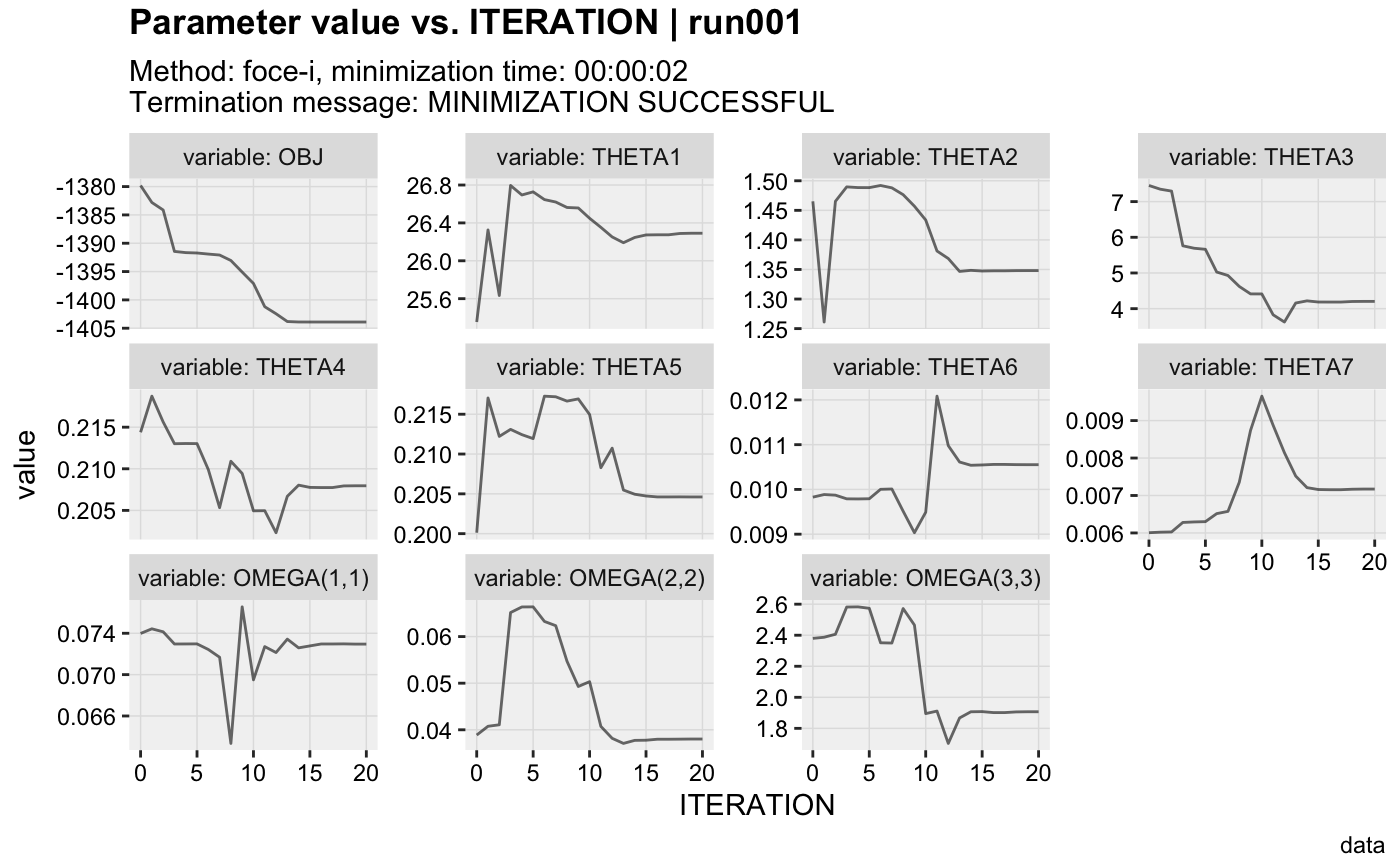 Parameter value vs. ITERATION | run001
Method: foce-i, minimization time: 00:00:02
Termination message: MINIMIZATION SUCCESSFUL
variable: OBJ
-1380
-1385
-1390
-1395
-1400
-1405
variable: THETA1
26.8
26.4
26.0
25.6
variable: THETA2
1.50
1.45
1.40
1.35
1.30
1.25
variable: THETA3
7
6
5
4
value
variable: THETA4
0.215
0.210
0.205
variable: THETA5
0.215
0.210
0.205
0.200
variable: THETA6
0.012
0.011
0.010
0.009
variable: THETA7
0.009
0.008
0.007
0.006
0 5 10 15 20
variable: OMEGA(1,1)
0.074
0.070
0.066
0 5 10 15 20
variable: OMEGA(2,2)
0.06
0.05
0.04
0 5 10 15 20
variable: OMEGA(3,3)
2.6
2.4
2.2
2.0
1.8
0 5 10 15 20
ITERATION
data